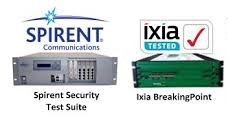 SPIRENT
Communications
ixia
TESTED
Spirent Security
Test Suite
Ixia BreakingPoint